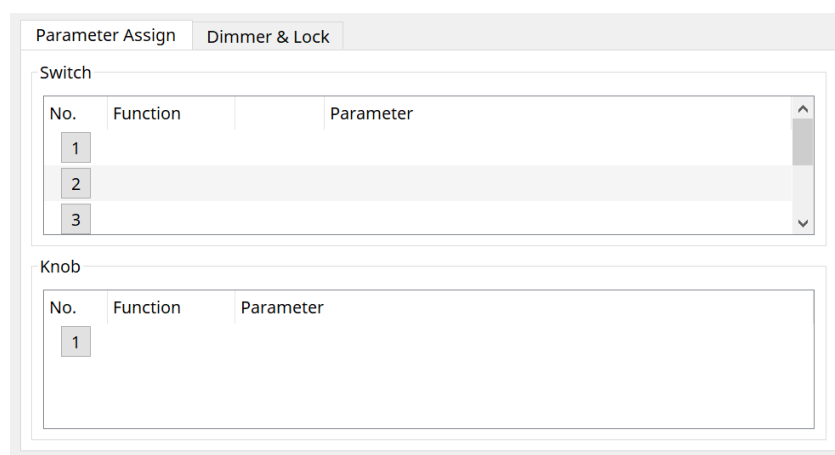 Parameter Assign Dimmer & Lock
Switch
No. Function Parameter
1
2
3
Knob
No. Function Parameter
1